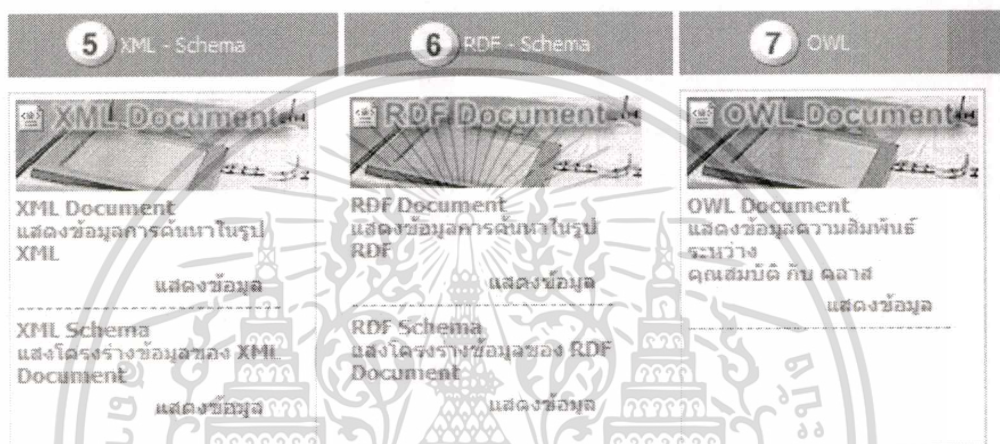 5 XML - Schema
XML Document
XML Document
แสดงข้อมูลการค้นหาในรูป
XML
แสดงข้อมูล
XML Schema
แสงโครงร่างข้อมูลของ XML
Document
แสดงข้อมูล
6 RDF - Schema
RDF Document
RDF Document
แสดงข้อมูลการค้นหาในรูป
RDF
แสดงข้อมูล
RDF Schema
แสงโครงร่างข้อมูลของ RDF
Document
แสดงข้อมูล
7 OWL
OWL Document
OWL Document
แสดงข้อมูลความสัมพันธ์
ระหว่าง
คุณสมบัติ กับ คลาส
แสดงข้อมูล